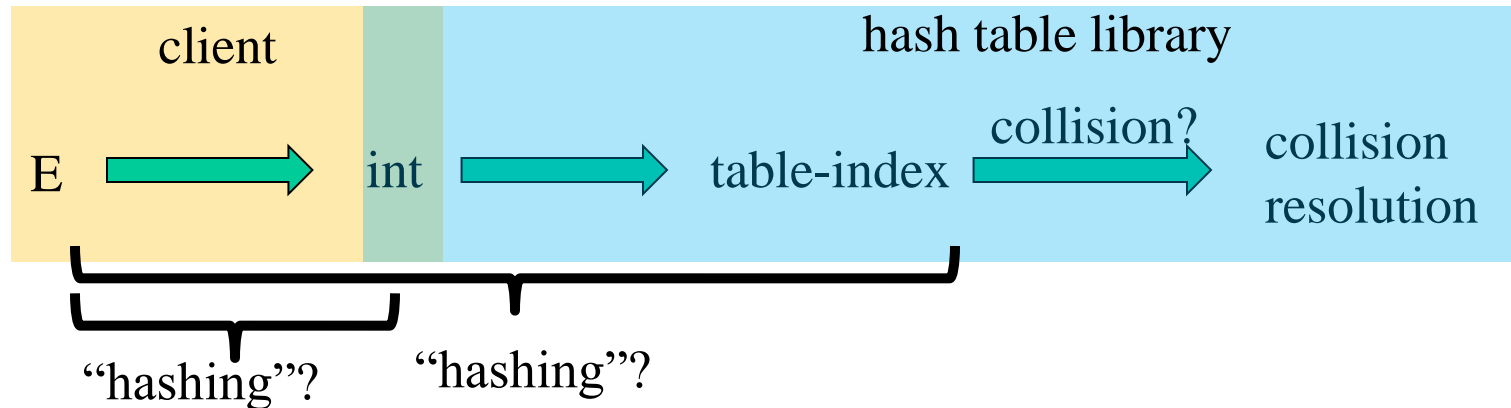 client
hash table library
collision?
E
int
table-index
collision
resolution
“hashing”?
“hashing”?